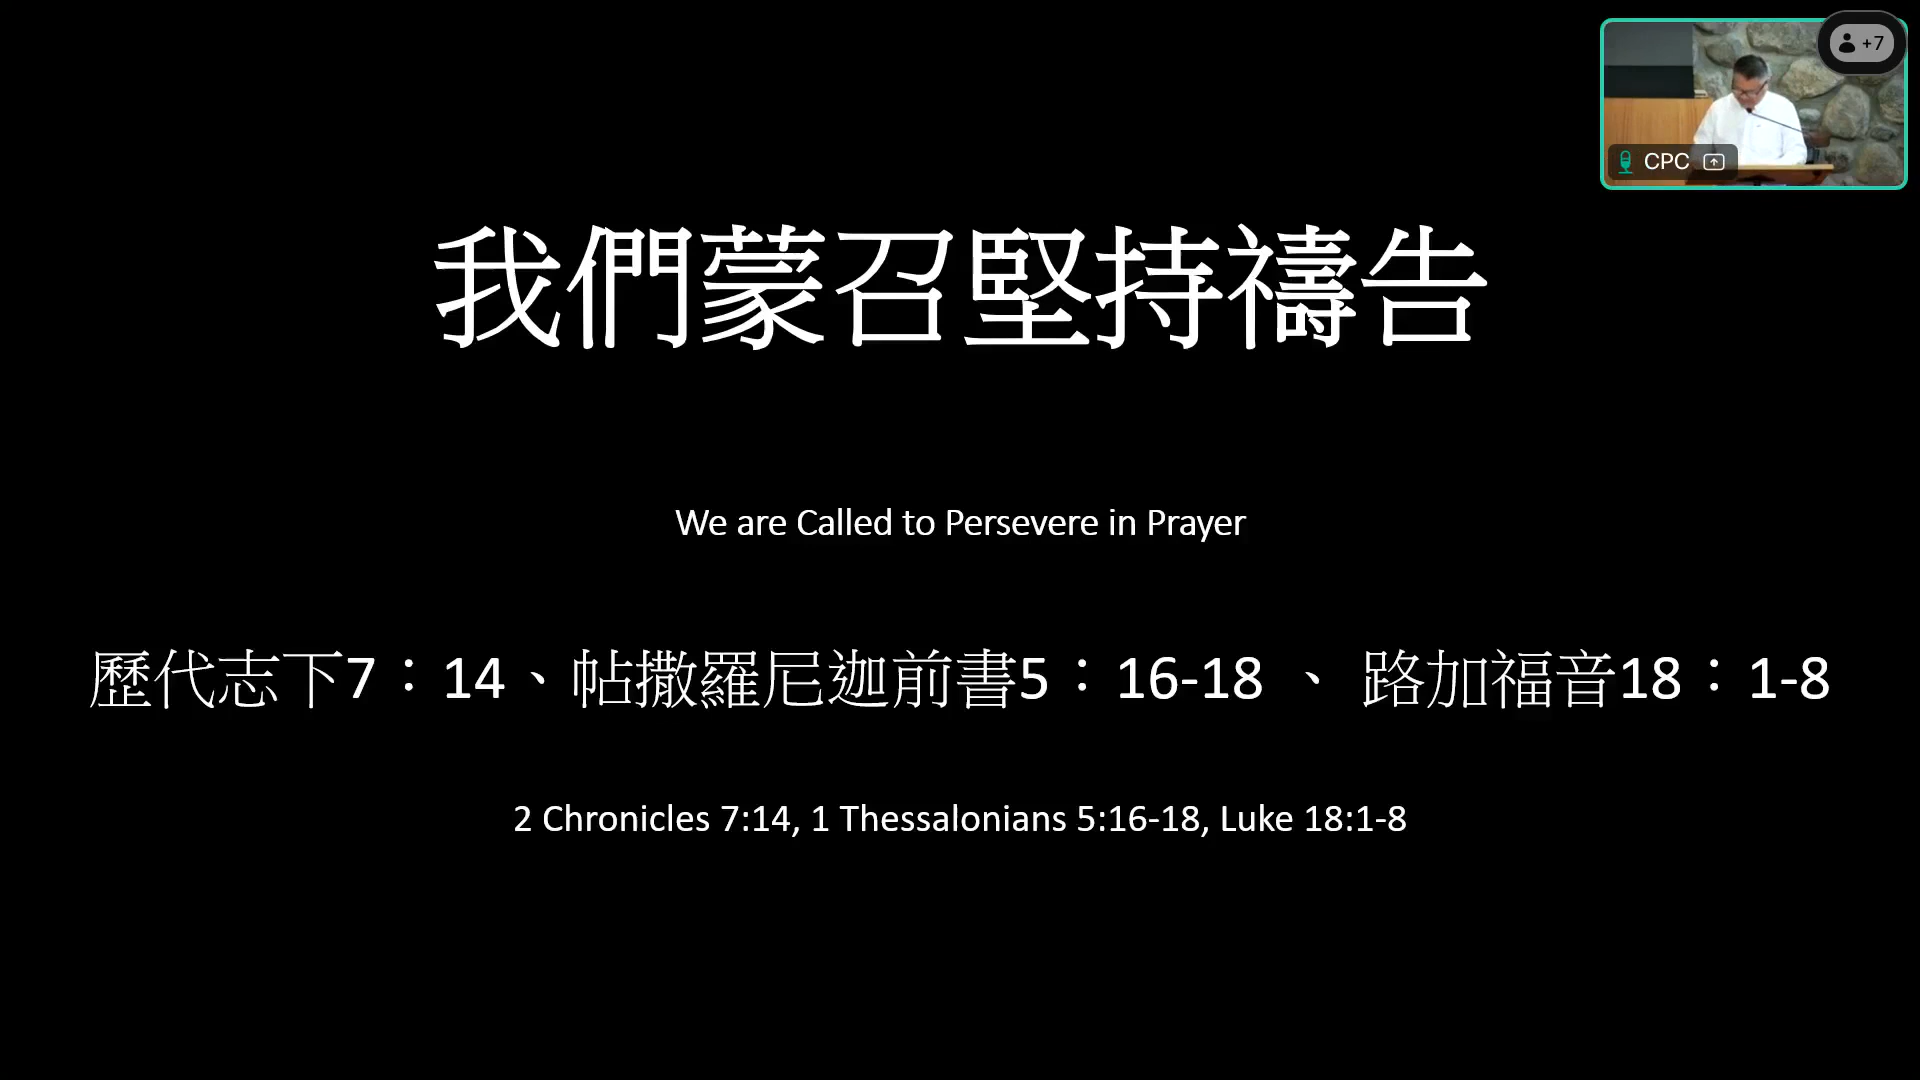 +7
CPC
我們蒙召堅持禱告
We are Called to Persevere in Prayer
歷代志下7：14、帖撒羅尼迦前書5：16-18 、 路加福音18：1-8
2 Chronicles 7:14, 1 Thessalonians 5:16-18, Luke 18:1-8